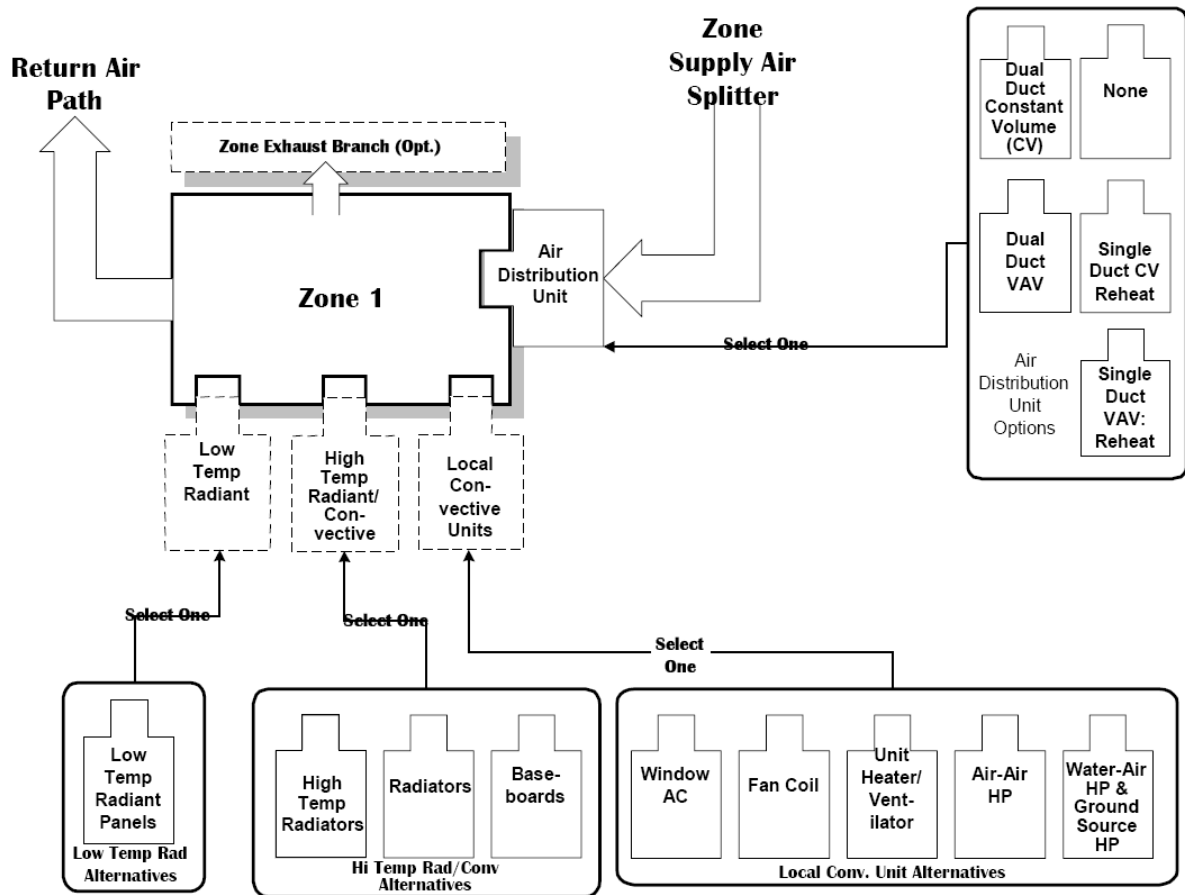 Return Air
Path
Zone
Supply Air
Splitter
Zone Exhaust Branch (Opt.)
Zone 1
Air
Distribution
Unit
Select One
Dual
Duct
Constant
Volume
(CV)
None
Dual
Duct
VAV
Single
Duct CV
Reheat
Air
Distribution
Unit
Options
Single
Duct
VAV:
Reheat
Low
Temp
Radiant
High
Temp
Radiant/
Con-
vective
Local
Con-
vective
Units
Select One
Select One
Select
One
Low
Temp
Radiant
Panels
Low Temp Rad
Alternatives
High
Temp
Radiators
Radiators
Base-
boards
Hi Temp Rad/Conv
Alternatives
Window
AC
Fan Coil
Unit
Heater/
Vent-
ilator
Air-Air
HP
Water-Air
HP &
Ground
Source
HP
Local Conv. Unit Alternatives